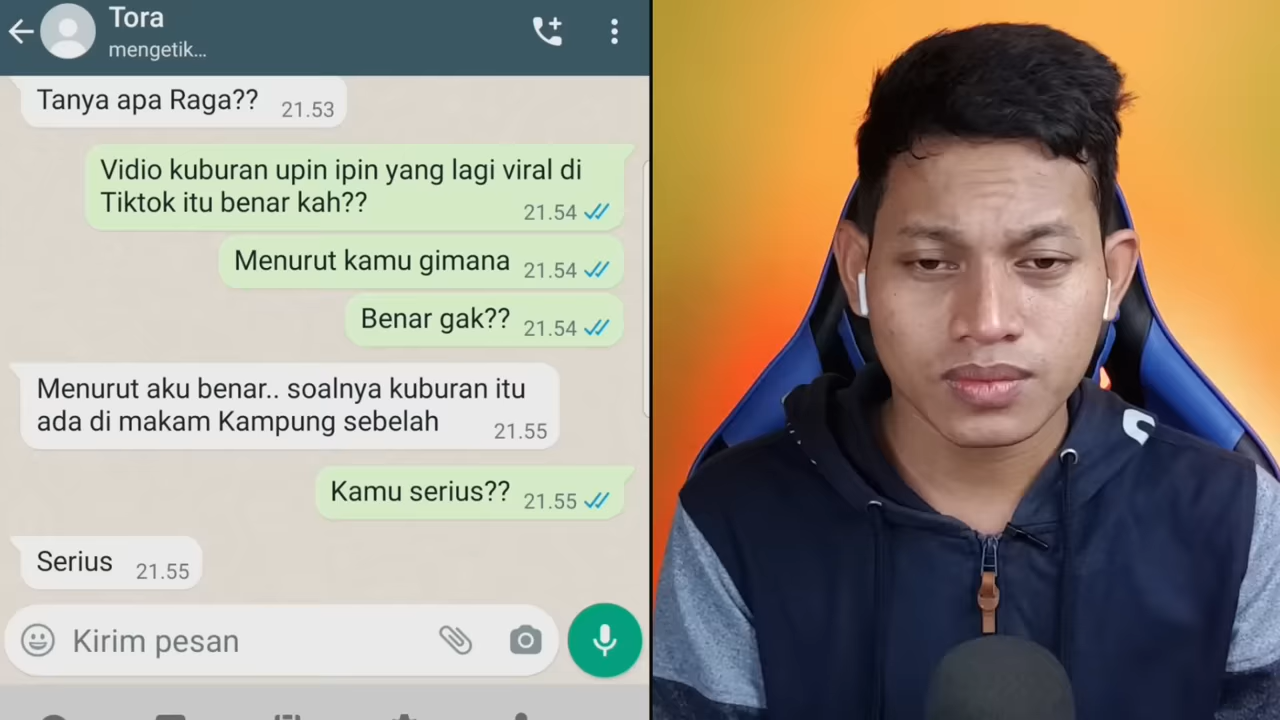 Tora
mengetik...
Tanya apa Raga?? 21.53
Vidio kuburan upin ipin yang lagi viral di
Tiktok itu benar kah?? 21.54
Menurut kamu gimana 21.54
Benar gak?? 21.54
Menurut aku benar.. soalnya kuburan itu
ada di makam Kampung sebelah 21.55
Kamu serius?? 21.55
Serius 21.55
Kirim pesan